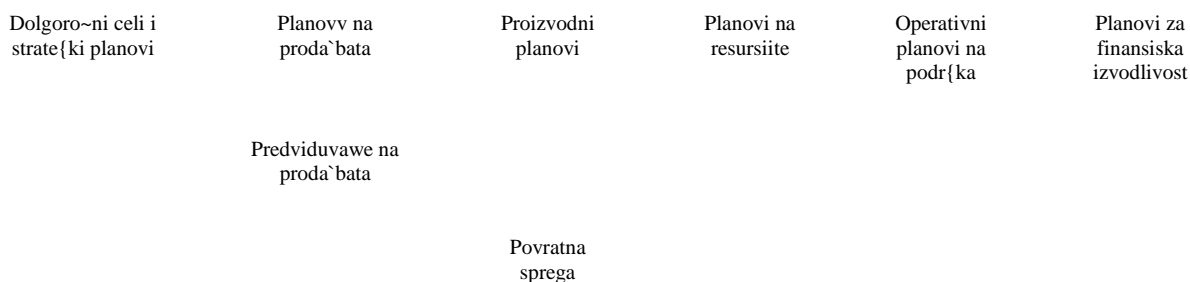 Dolgoro~ni celi i
strate{ki planovi
Planovv na
proda`bata
Proizvodni
planovi
Planovi na
resursiite
Operativni
planovi na
podr{ka
Planovi za
finansiska
izvodlivost
Predviduvawe na
proda`bata
Povratna
sprega